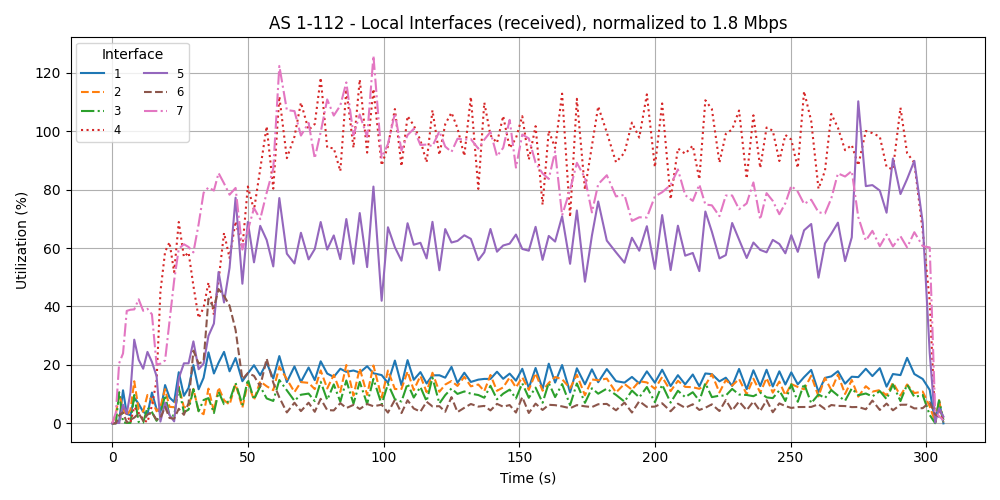 AS 1-112 - Local Interfaces (received), normalized to 1.8 Mbps
Interface
1 5
2 6
3 7
4
Utilization (%)
120
100
80
60
40
20
0
0 50 100 150 200 250 300
Time (s)